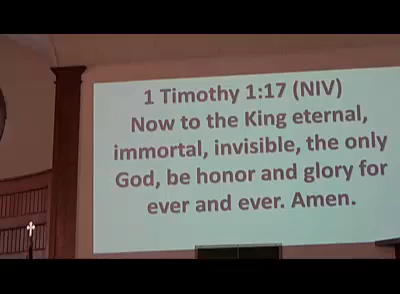 1 Timothy 1:17 (NIV)
Now to the King eternal,
immortal, invisible, the only
God, be honor and glory for
ever and ever. Amen.